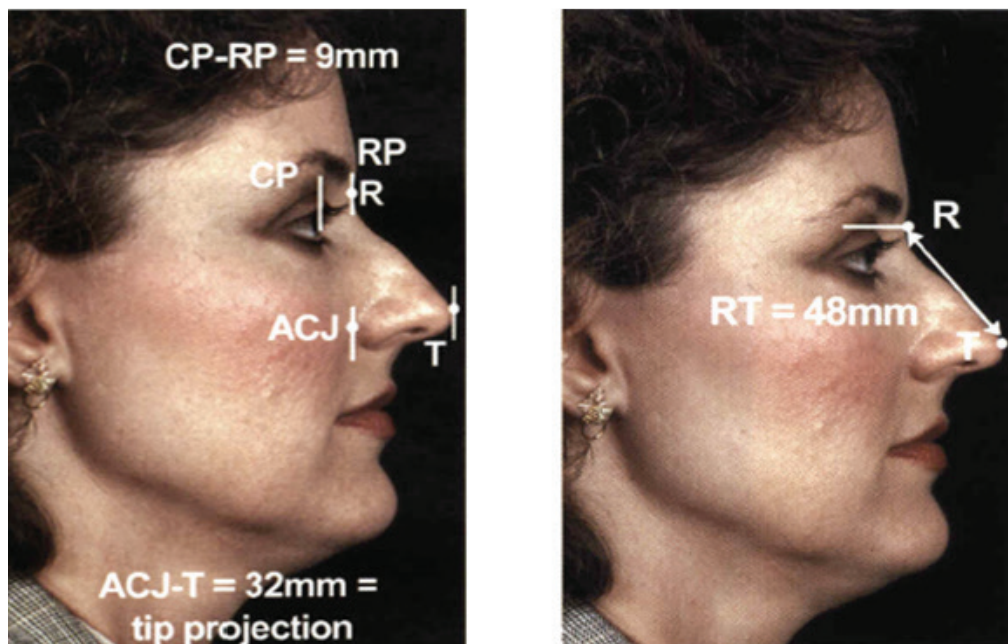 CP-RP = 9mm
RP
CP
R
ACJ
T
ACJ-T = 32mm =
tip projection
R
RT = 48mm
T